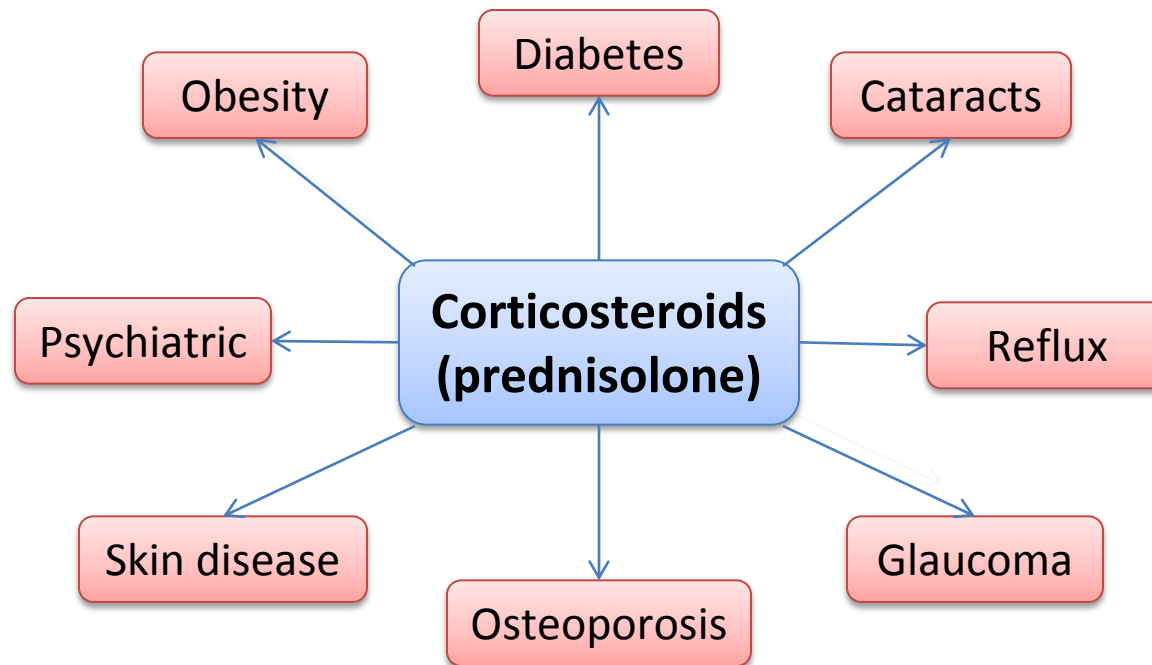 Diabetes
Obesity
Cataracts
Corticosteroids
(prednisolone)
Psychiatric
Reflux
Skin disease
Glaucoma
Osteoporosis